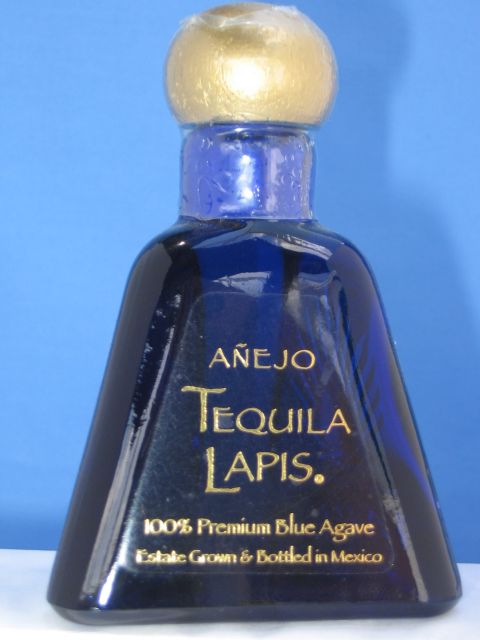 AÑEJO
TEQUILA
LAPIS®
100% Premium Blue Agave
Estate Grown & Bottled in Mexico